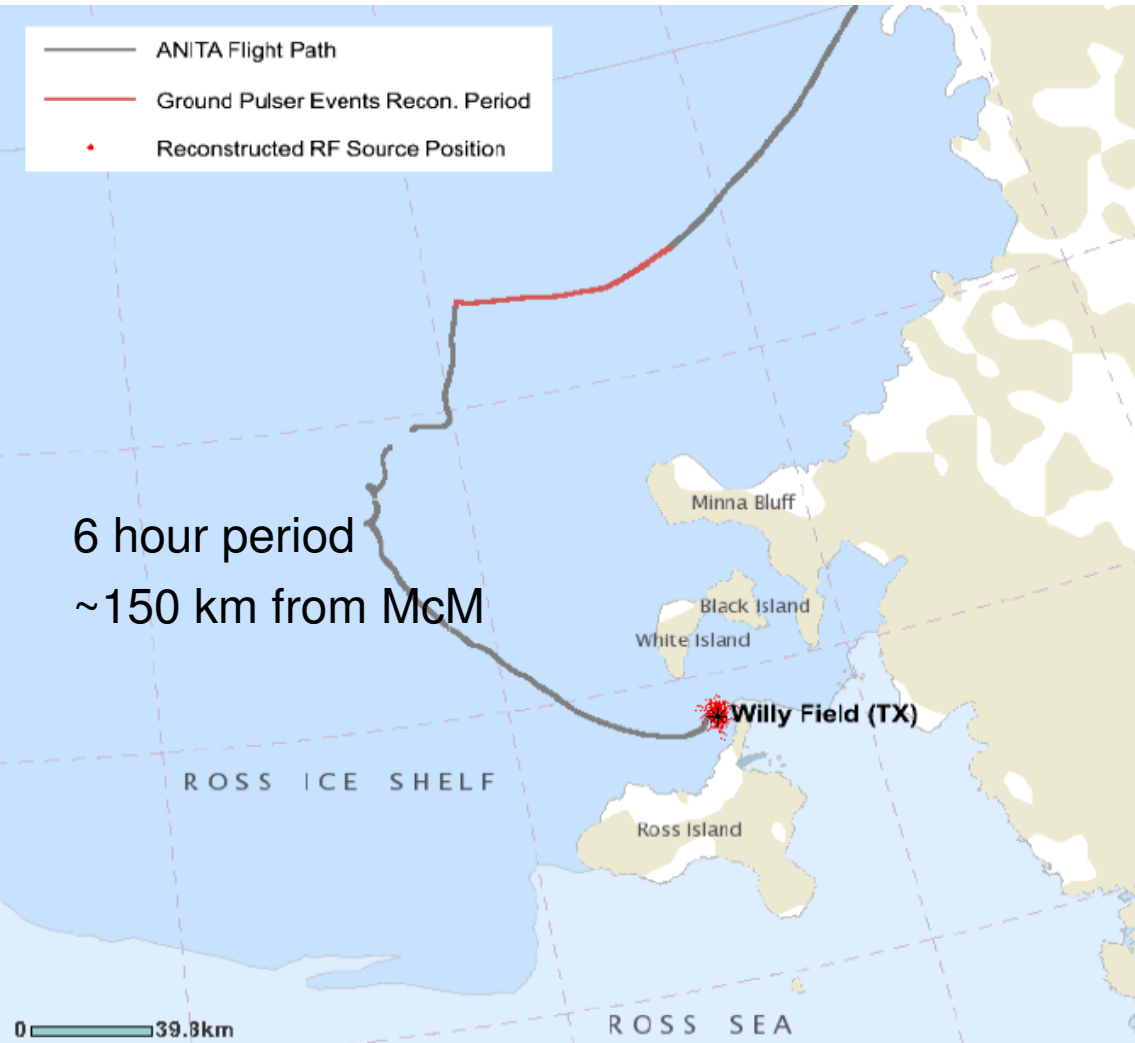 ANITA Flight Path
Ground Pulser Events Recon. Period
Reconstructed RF Source Position
Minna Bluff
6 hour period
~150 km from McM
Black Island
White Island
Willy Field (TX)
ROSS ICE SHELF
Ross Island
ROSS SEA
0 39.8km